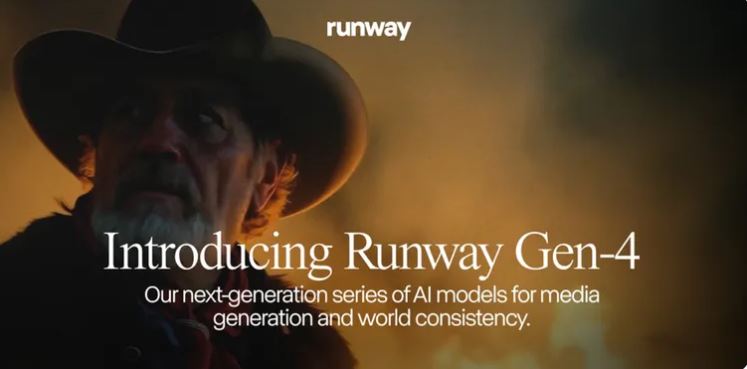 runway
Introducing Runway Gen-4
Our next-generation series of AI models for media
generation and world consistency.